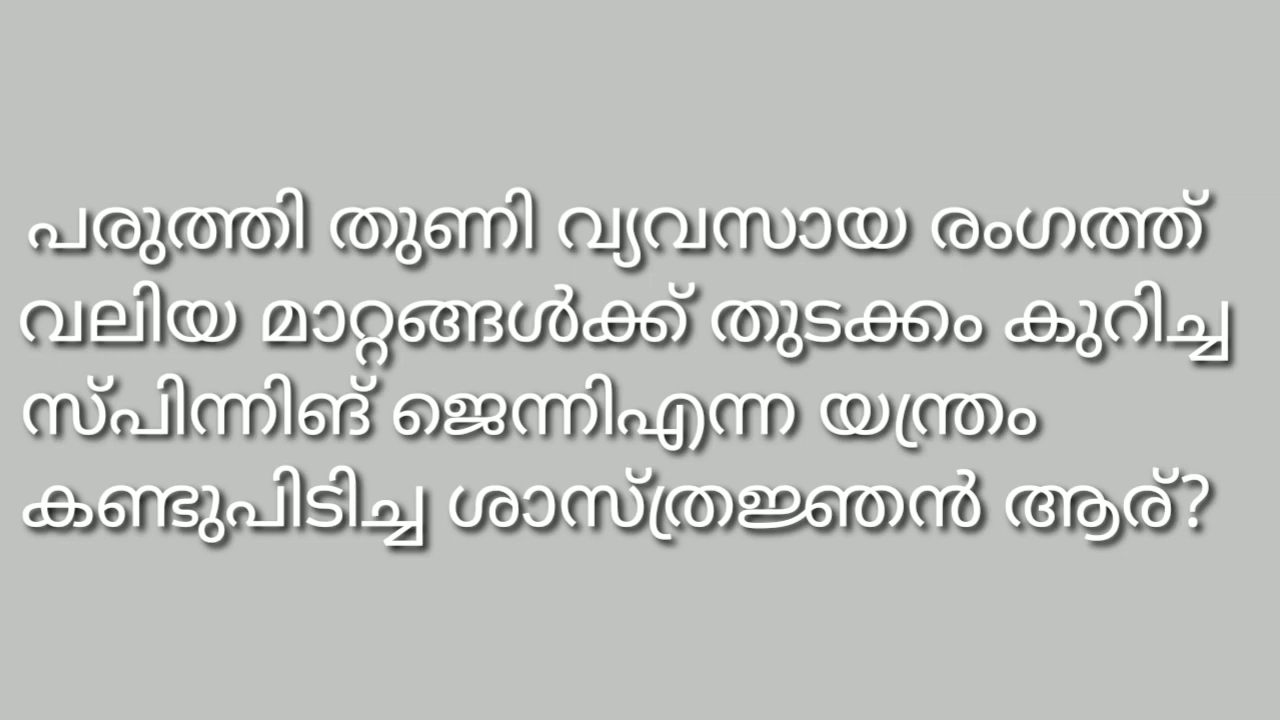 പരുത്തി തുണി വ്യവസായ രംഗത്ത്
വലിയ മാറ്റങ്ങൾക്ക് തുടക്കം കുറിച്ച
സ്പിന്നിങ് ജെന്നിഎന്ന യന്ത്രം
കണ്ടുപിടിച്ച ശാസ്ത്രജ്ഞൻ ആര്?